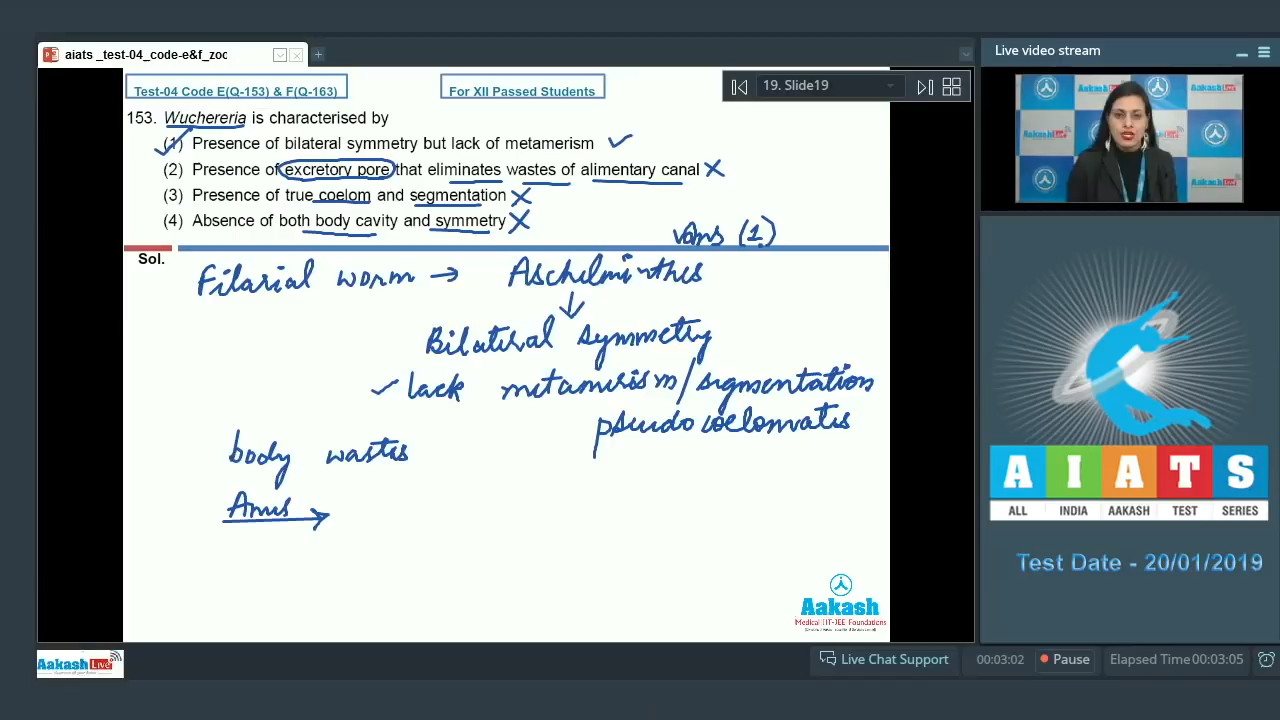 aiats _test-04_code-e&f_zoc
Live video stream
Test-04 Code E(Q-153) & F(Q-163)
For XII Passed Students
19. Slide19
153. Wuchereria is characterised by
(1) Presence of bilateral symmetry but lack of metamerism
(2) Presence of excretory pore that eliminates wastes of alimentary canal
(3) Presence of true coelom and segmentation
(4) Absence of both body cavity and symmetry
(1)
Sol.
Filarial worm → Aschelminthes
Bilateral symmetry
lack metamerism/segmentation
pseudocoelomates
body wastes
Anus
Aakash
Medical|IIT-JEE|Foundations
AIATS
ALL INDIA AAKASH TEST SERIES
Test Date - 20/01/2019
Aakash Live
Live Chat Support
00:03:02
Pause
Elapsed Time 00:03:05